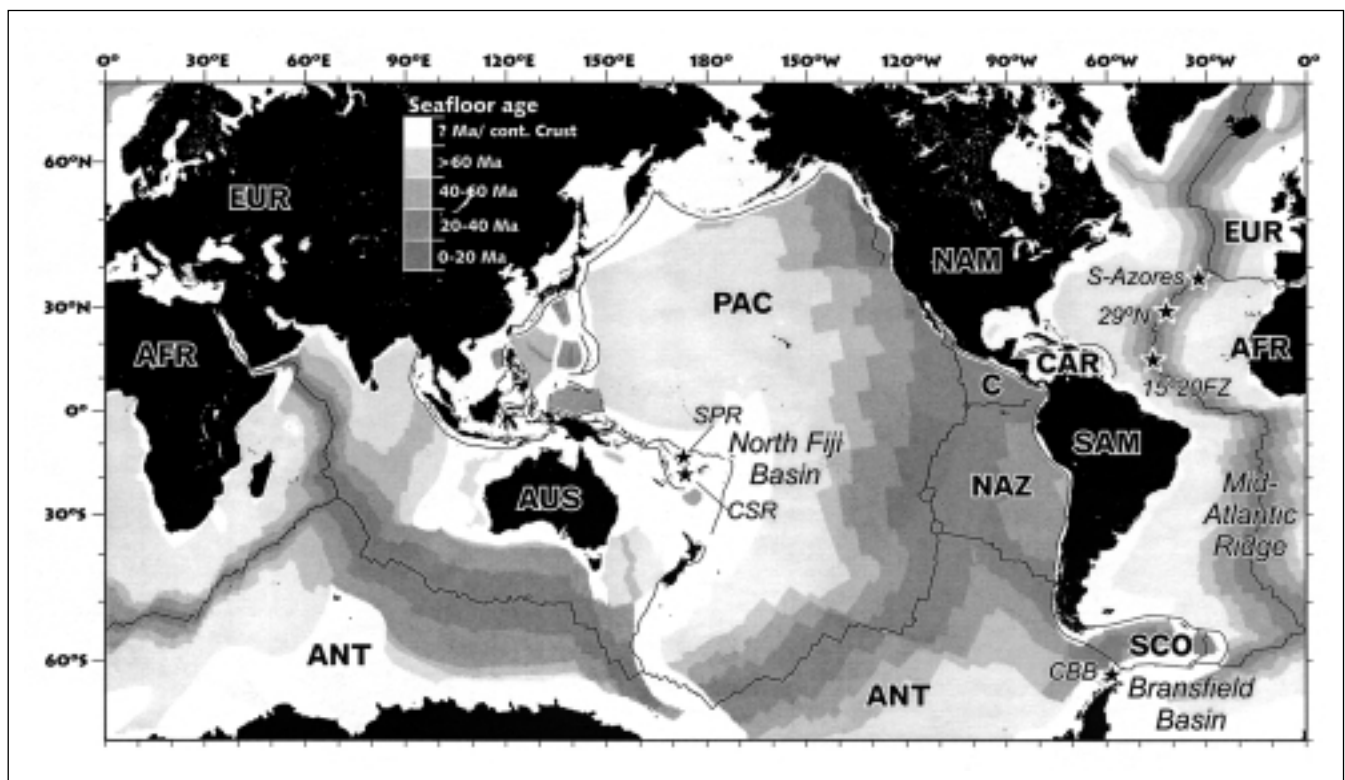 0° 30°E 60°E 90°E 120°E 150°E 180° 150°W 120°W 90°W 60°W 30°W 0°
Seafloor age
? Ma/ cont. Crust
>60 Ma
40-60 Ma
20-40 Ma
0-20 Ma
60°N
EUR
NAM
EUR
S-Azores
30°N
PAC
29°N
AFR
CAR
AFR
C
15°20FZ
0°
SPR
North Fiji
Basin
SAM
AUS
NAZ
Mid-
Atlantic
Ridge
30°S
CSR
60°S
ANT
SCO
ANT
CBB
Bransfield
Basin